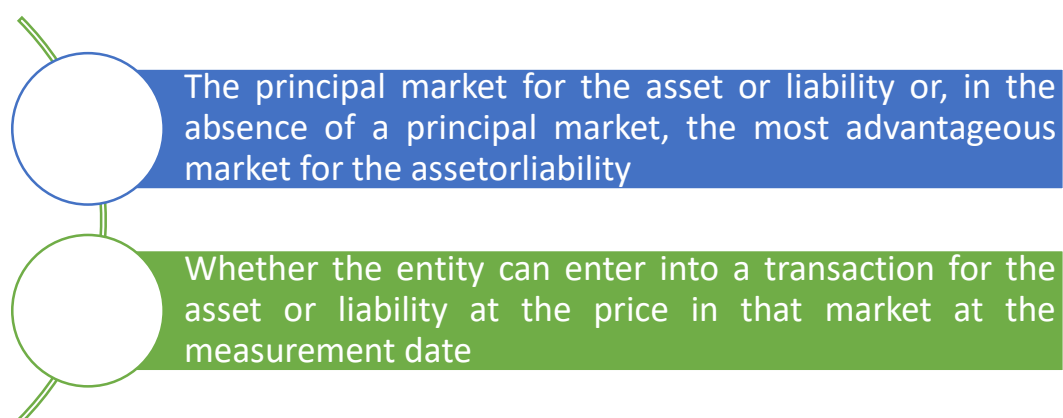 The principal market for the asset or liability or, in the
absence of a principal market, the most advantageous
market for the assetorliability
Whether the entity can enter into a transaction for the
asset or liability at the price in that market at the
measurement date